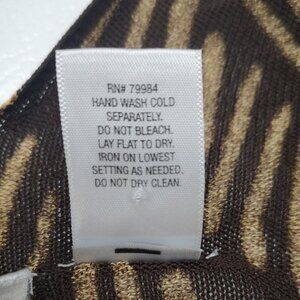 RN# 79984
HAND WASH COLD
SEPARATELY.
DO NOT BLEACH.
LAY FLAT TO DRY.
IRON ON LOWEST
SETTING AS NEEDED.
DO NOT DRY CLEAN.